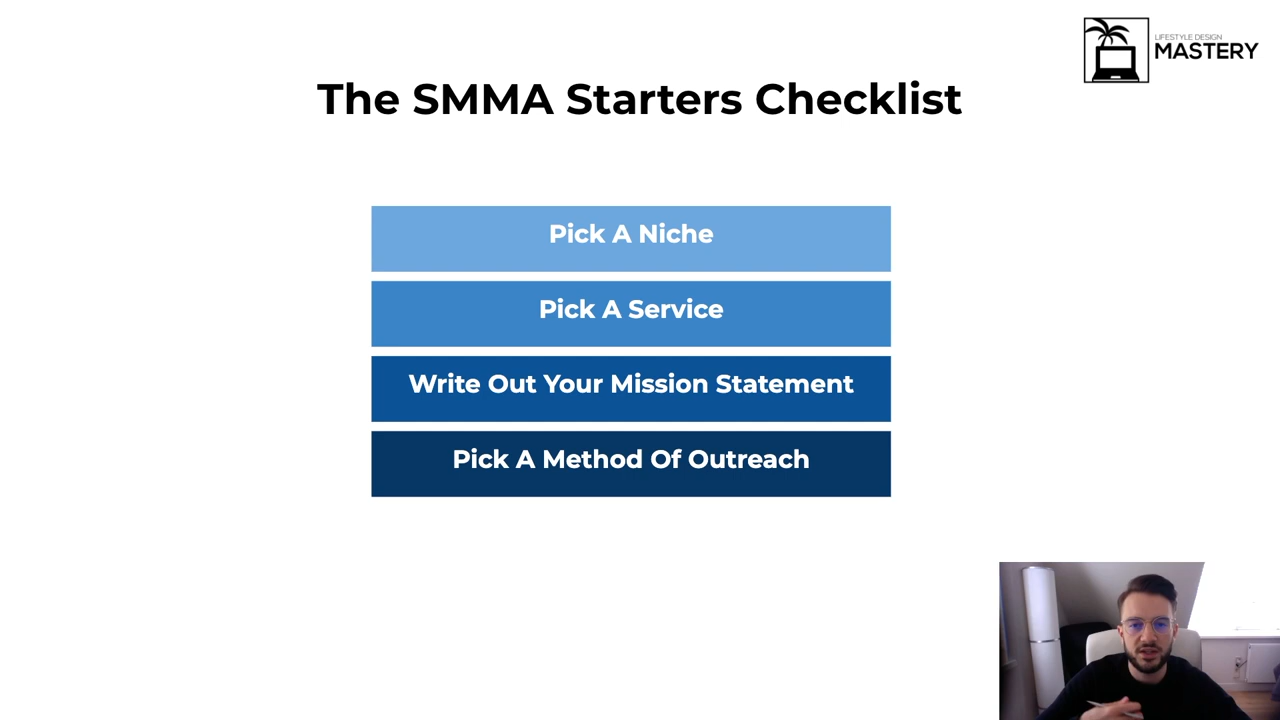 LIFESTYLE DESIGN
MASTERY
The SMMA Starters Checklist
Pick A Niche
Pick A Service
Write Out Your Mission Statement
Pick A Method Of Outreach